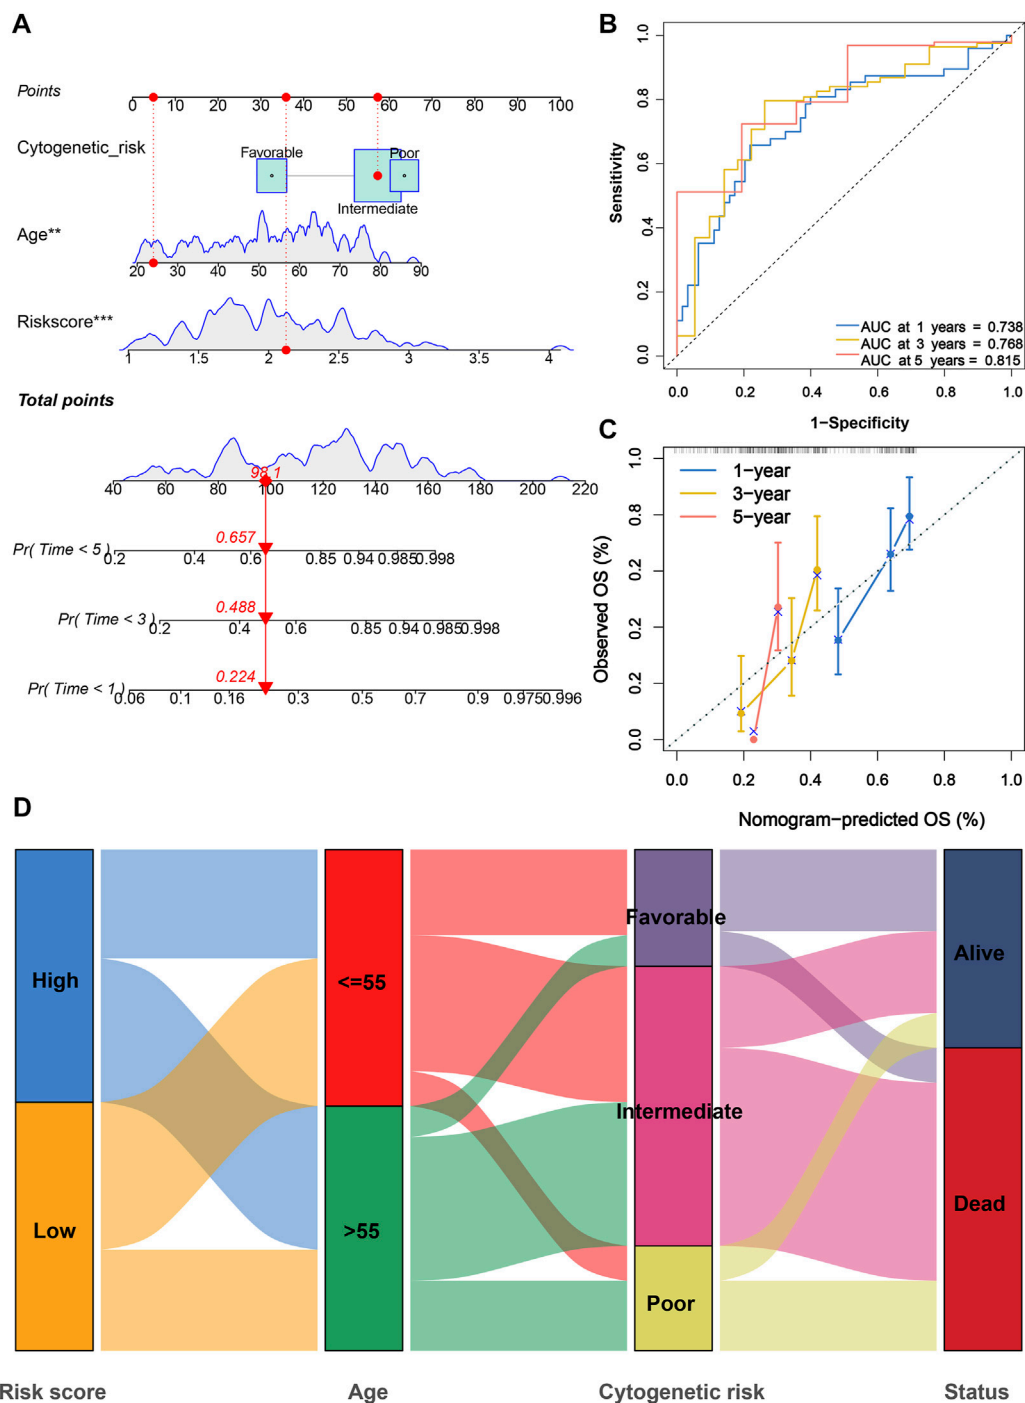 A
Points
0 10 20 30 40 50 60 70 80 90 100
Cytogenetic_risk
Favorable
Poor
Intermediate
Age**
20 30 40 50 60 70 80 90
Riskscore***
1 1.5 2 2.5 3 3.5 4
Total points
98.1
40 60 80 100 120 140 160 180 200 220
0.657
Pr( Time < 5)
0.2 0.4 0.6 0.85 0.94 0.985 0.998
0.488
Pr( Time < 3)
0.2 0.4 0.6 0.85 0.94 0.985 0.998
0.224
Pr( Time < 1)
0.06 0.1 0.16 0.3 0.5 0.7 0.9 0.975 0.996
B
Sensitivity
1.0
0.8
0.6
0.4
0.2
0.0
AUC at 1 years = 0.738
AUC at 3 years = 0.768
AUC at 5 years = 0.815
0.0 0.2 0.4 0.6 0.8 1.0
1−Specificity
C
Observed OS (%)
1.0
0.8
0.2
0.2
0.2
0.0
1−year
3−year
5−year
0.0 0.2 0.4 0.6 0.8 1.0
Nomogram−predicted OS (%)
D
High
Low
<=55
>55
Favorable
Intermediate
Poor
Alive
Dead
Risk score
Age
Cytogenetic risk
Status